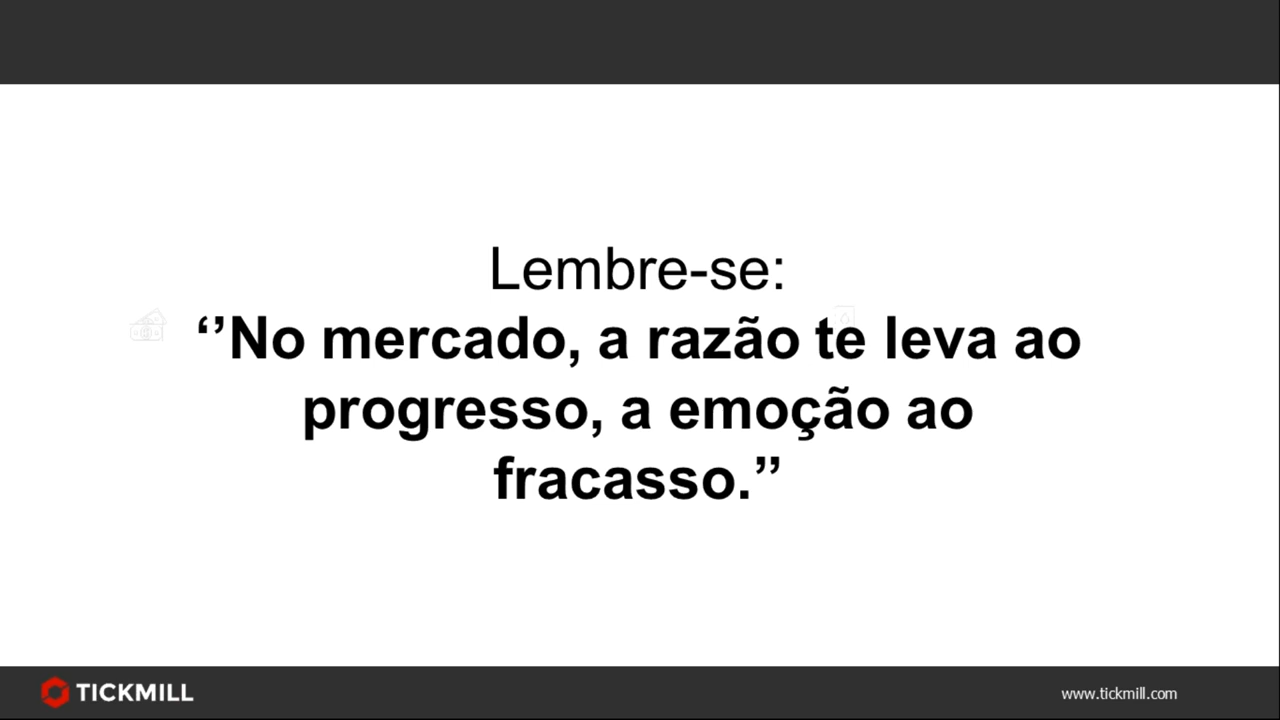 Lembre-se:
‘’No mercado, a razão te leva ao
progresso, a emoção ao
fracasso.’’
TICKMILL
www.tickmill.com